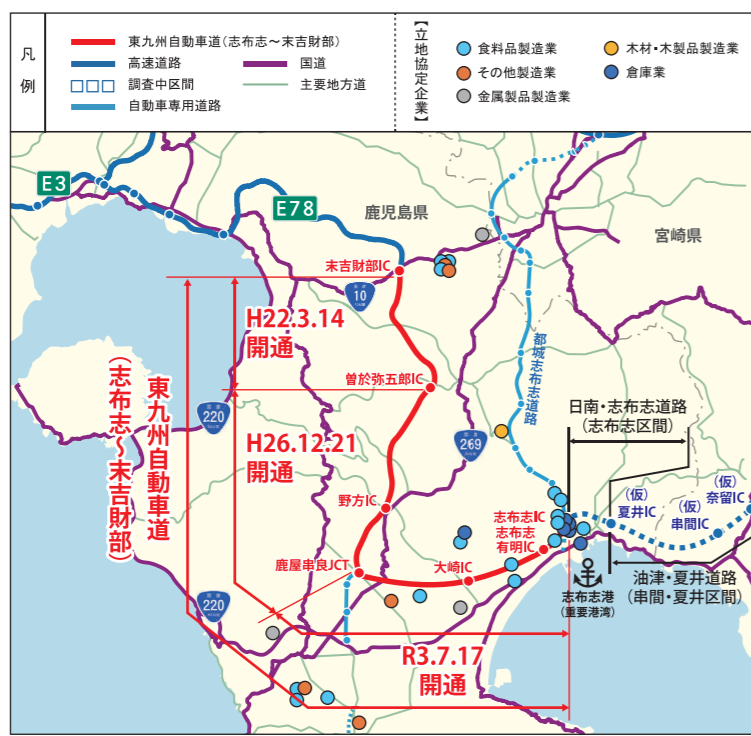 凡
例
東九州自動車道(志布志～末吉財部)
高速道路
国道
調査中区間
主要地方道
自動車専用道路
【立地協定企業】
食料品製造業
木材・木製品製造業
その他製造業
倉庫業
金属製品製造業
E3
E78
鹿児島県
宮崎県
末吉財部IC
国道
10
H22.3.14
開通
曽於弥五郎IC
都城志布志道路
国道
220
国道
269
日南・志布志道路
(志布志区間)
東九州自動車道
(志布志～末吉財部)
H26.12.21
開通
野方IC
志布志IC
志布志
有明IC
(仮)
夏井IC
(仮)
串間IC
(仮)
奈留IC
鹿屋串良JCT
大崎IC
志布志港
(重要港湾)
油津・夏井道路
(串間・夏井区間)
国道
220
R3.7.17
開通